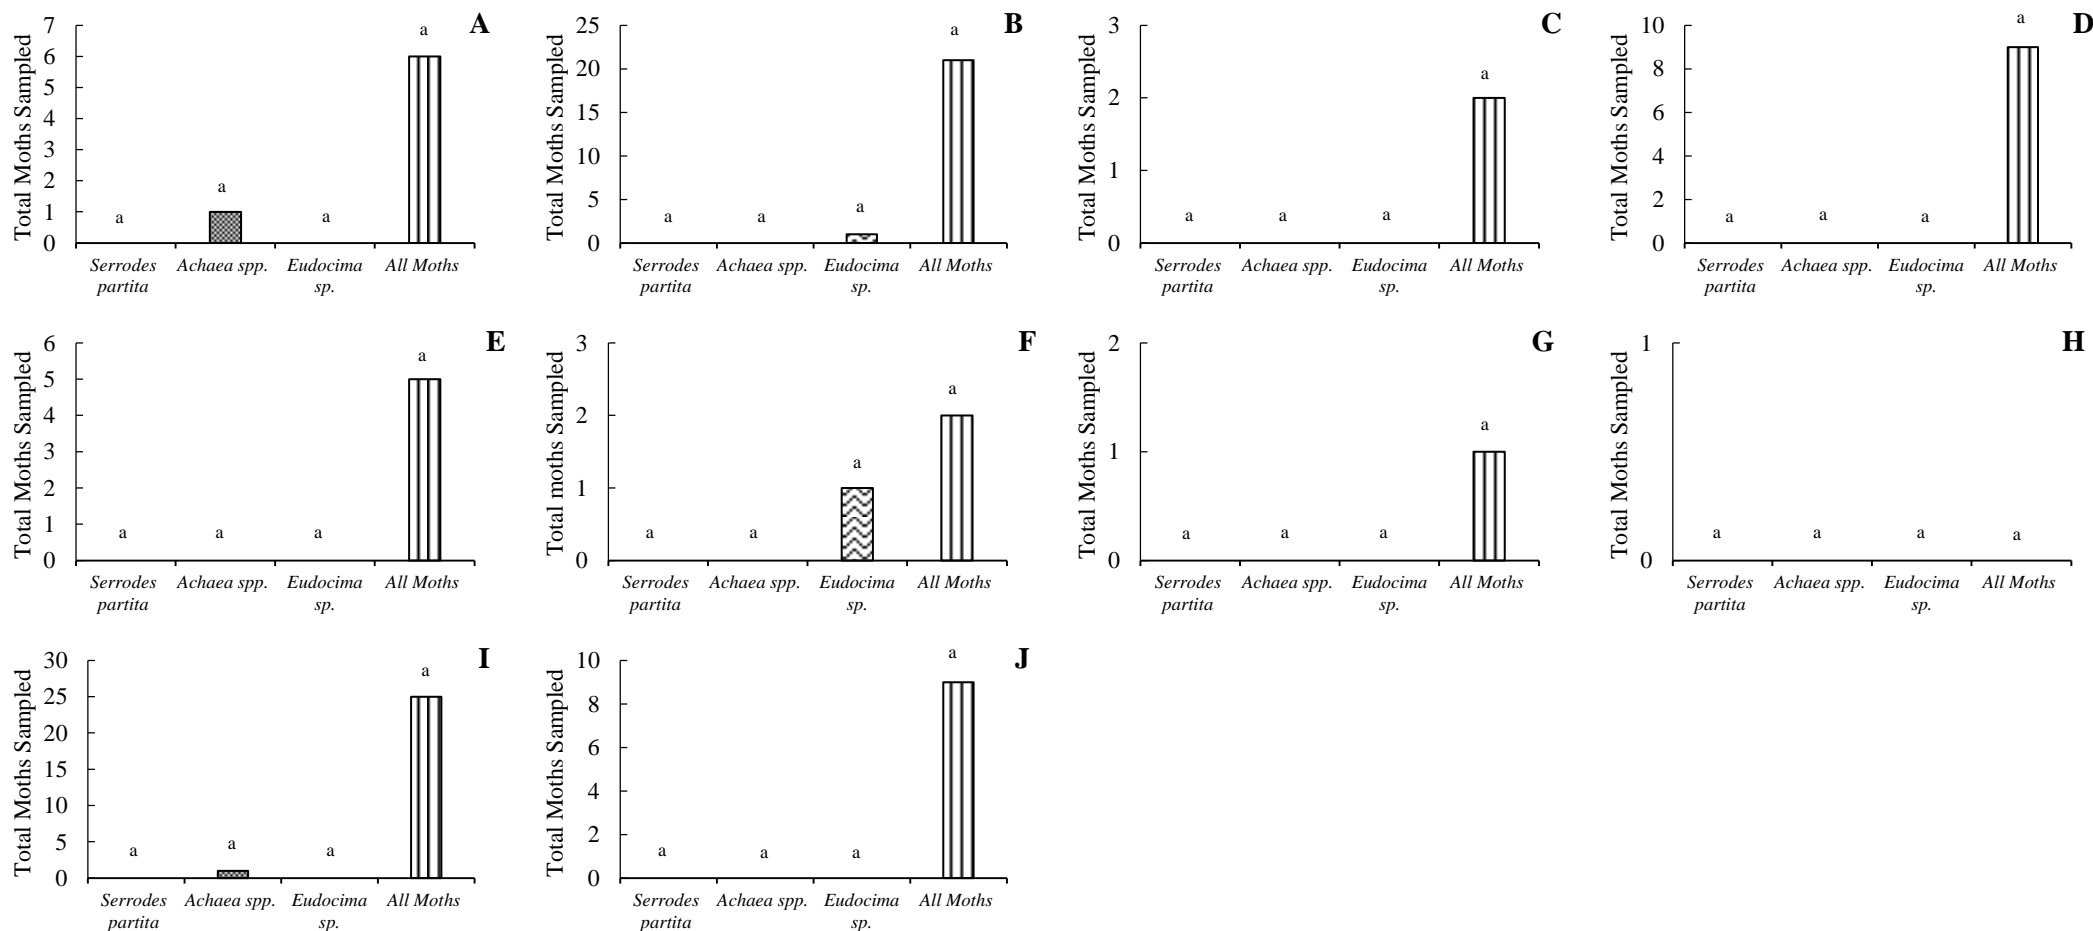 A
Total Moths Sampled
7
6
5
4
3
2
1
0
a
a
a
a
Serrodes partita
Achaea spp.
Eudocima sp.
All Moths
B
Total Moths Sampled
25
20
15
10
5
0
a
a
a
a
Serrodes partita
Achaea spp.
Eudocima sp.
All Moths
C
Total Moths Sampled
3
2
1
0
a
a
a
a
Serrodes partita
Achaea spp.
Eudocima sp.
All Moths
D
Total Moths Sampled
10
8
6
4
2
0
a
a
a
a
Serrodes partita
Achaea spp.
Eudocima sp.
All Moths
E
Total Moths Sampled
6
5
4
3
2
1
0
a
a
a
a
Serrodes partita
Achaea spp.
Eudocima sp.
All Moths
F
Total moths Sampled
3
2
1
0
a
a
a
a
Serrodes partita
Achaea spp.
Eudocima sp.
All Moths
G
Total Moths Sampled
2
1
0
a
a
a
a
Serrodes partita
Achaea spp.
Eudocima sp.
All Moths
H
Total Moths Sampled
1
0
a
a
a
a
Serrodes partita
Achaea spp.
Eudocima sp.
All Moths
I
Total Moths Sampled
30
25
20
15
10
5
0
a
a
a
a
Serrodes partita
Achaea spp.
Eudocima sp.
All Moths
J
Total Moths Sampled
10
8
6
4
2
0
a
a
a
a
Serrodes partita
Achaea spp.
Eudocima sp.
All Moths